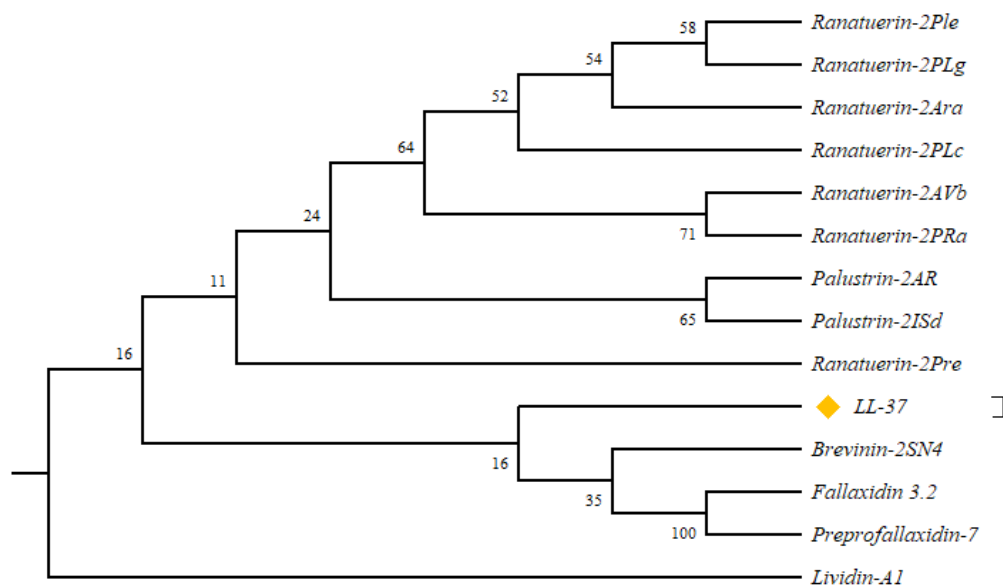 Ranatuerin-2Ple
58
Ranatuerin-2PLg
54
Ranatuerin-2Ara
52
Ranatuerin-2PLc
64
Ranatuerin-2AVb
24
Ranatuerin-2PRa
71
Palustrin-2AR
11
Palustrin-2ISd
65
16
Ranatuerin-2Pre
LL-37
16
Brevinin-2SN4
35
Fallaxidin 3.2
100
Preprofallaxidin-7
Lividin-A1